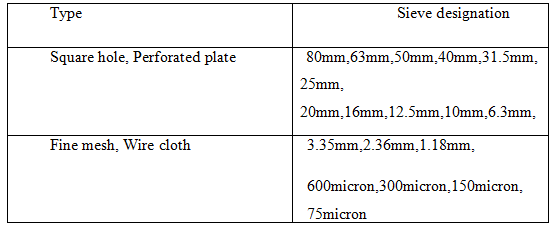 Type Sieve designation
Square hole, Perforated plate 80mm,63mm,50mm,40mm,31.5mm,
25mm,
20mm,16mm,12.5mm,10mm,6.3mm,
Fine mesh, Wire cloth 3.35mm,2.36mm,1.18mm,
600micron,300micron,150micron,
75micron